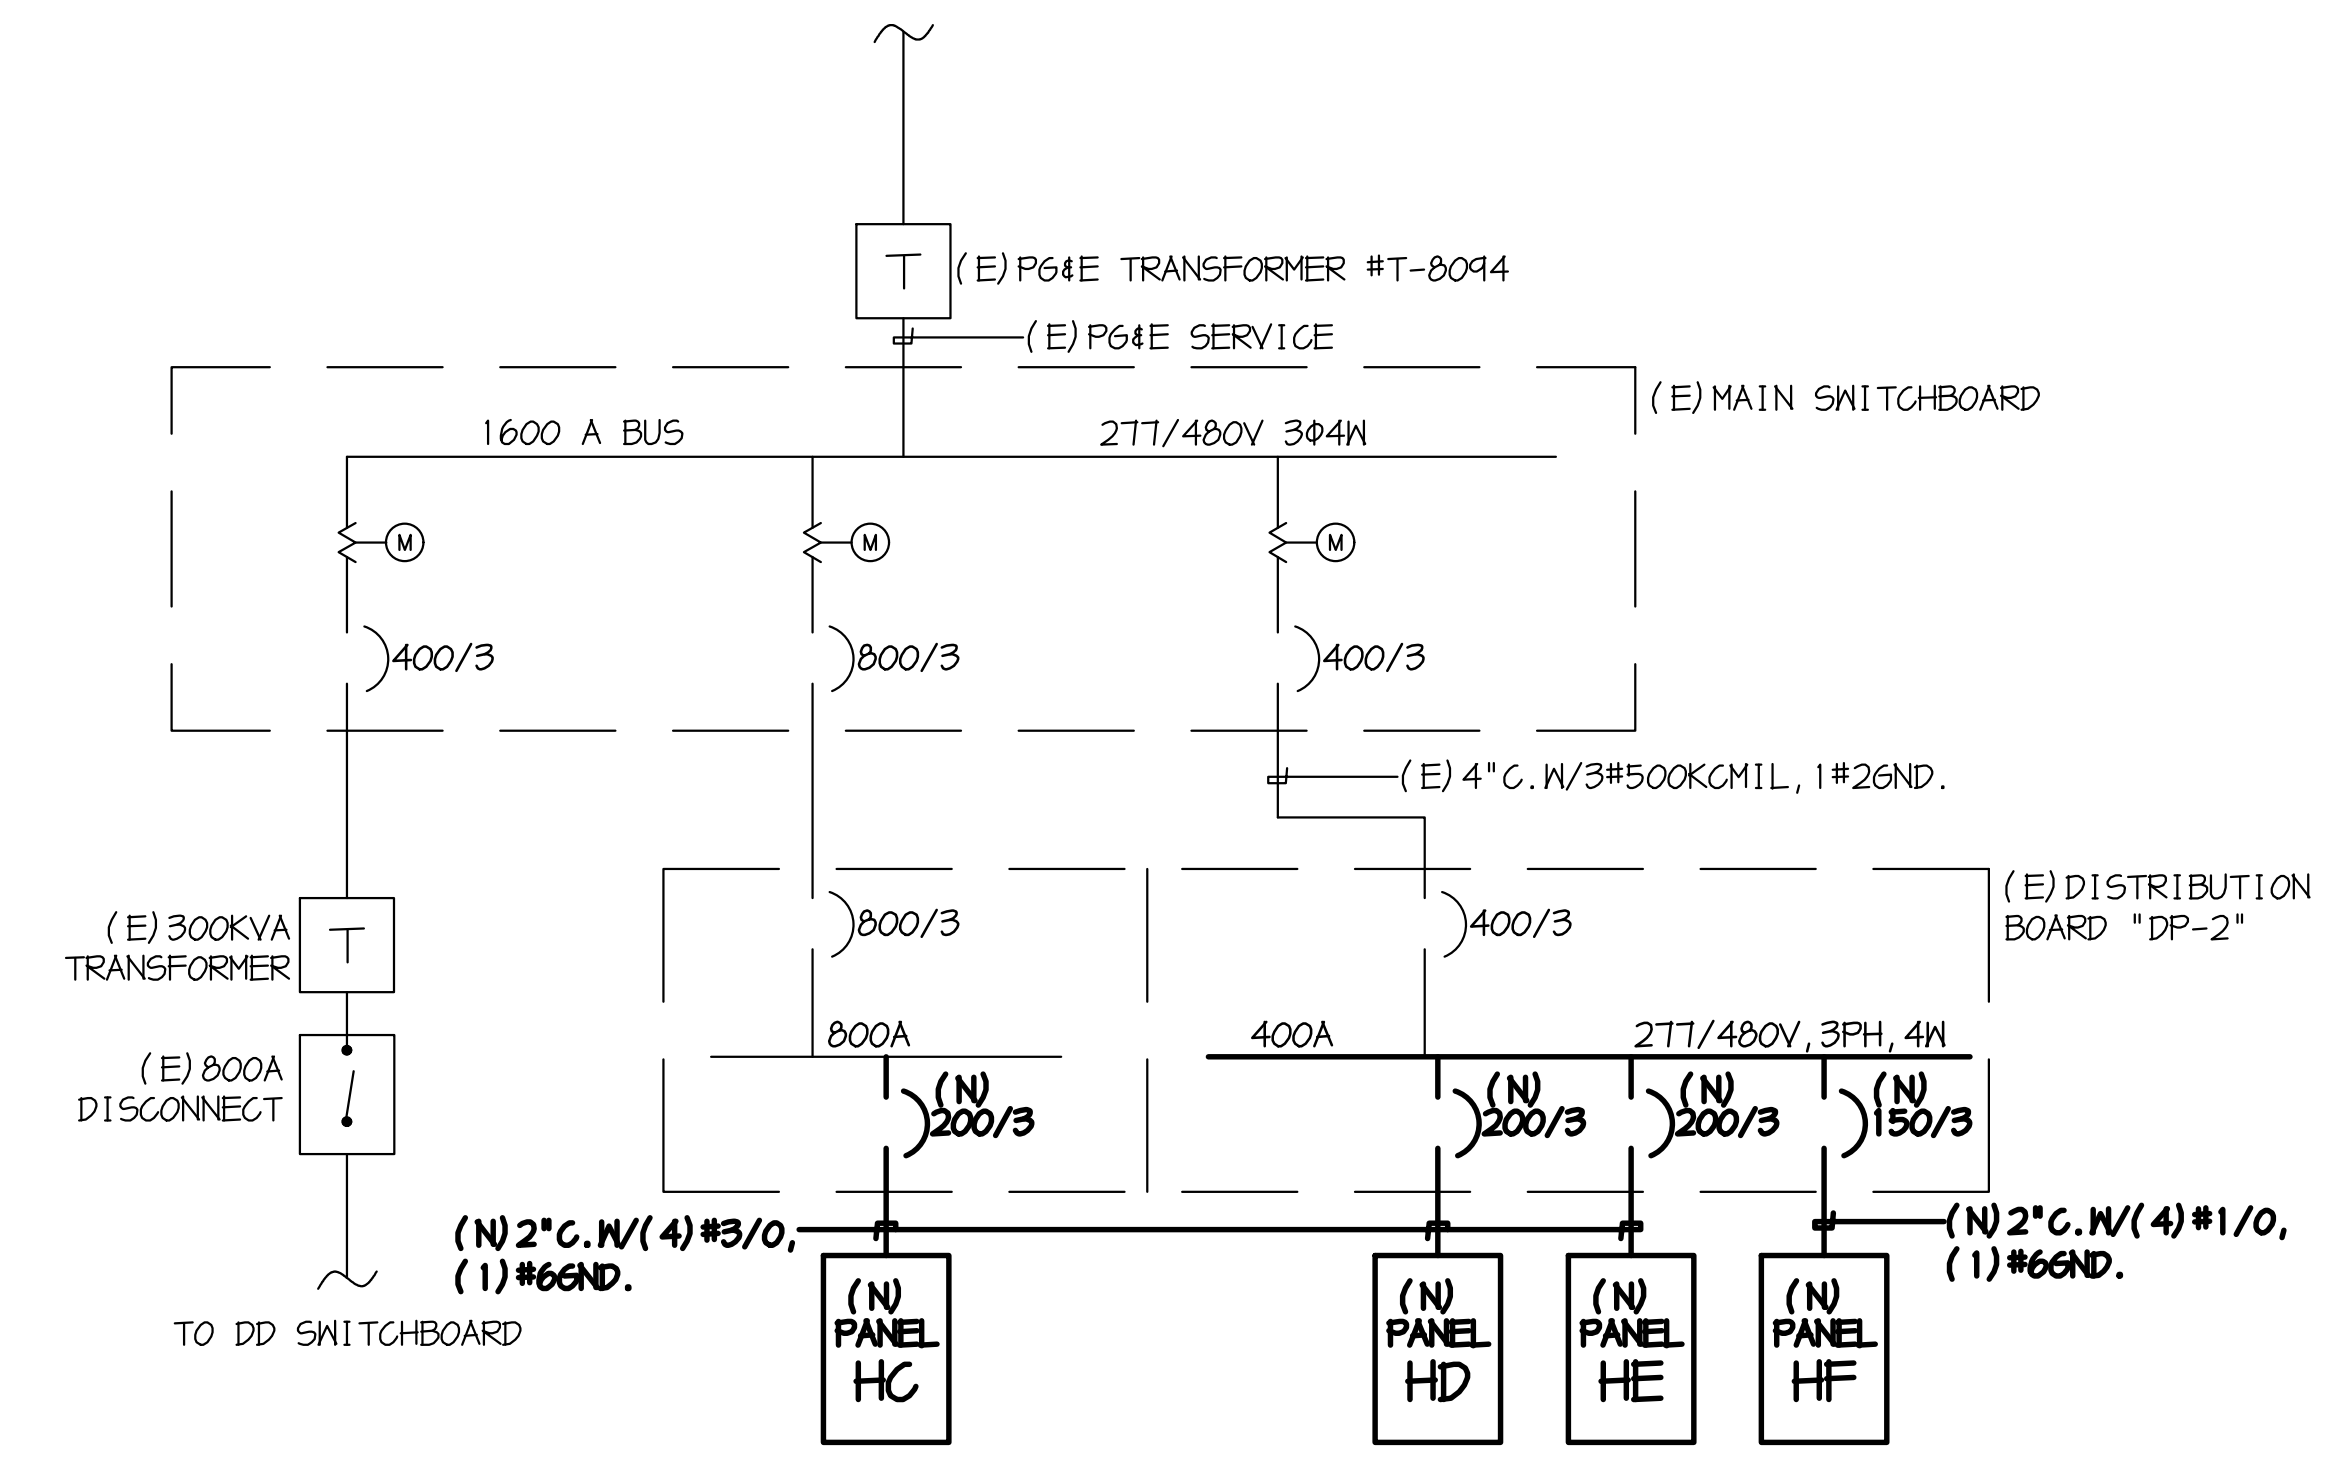 T
(E)PG&E TRANSFORMER #T-8094
(E)PG&E SERVICE
(E)MAIN SWITCHBOARD
1600 A BUS
277/480V 3Φ4W
M
M
M
400/3
800/3
400/3
(E)4"C.W/3#500KCMIL,1#2GND.
(E)DISTRIBUTION
BOARD "DP-2"
(E)300KVA
TRANSFORMER
T
800/3
400/3
800A
400A
277/480V,3PH,4W
(E)800A
DISCONNECT
(N)
200/3
(N)
200/3
(N)
200/3
(N)
150/3
(N)2"C.W/(4)#3/0,
(1)#6GND.
(N)2"C.W/(4)#1/0,
(1)#6GND.
TO DD SWITCHBOARD
(N)
PANEL
HC
(N)
PANEL
HD
(N)
PANEL
HE
(N)
PANEL
HF